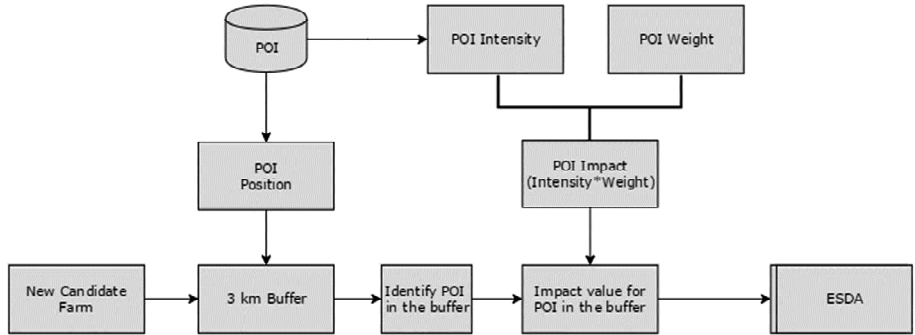 POI
POI Intensity
POI Weight
POI
Position
POI Impact
(Intensity*Weight)
New Candidate
Farm
3 km Buffer
Identify POI
in the buffer
Impact value for
POI in the buffer
ESDA